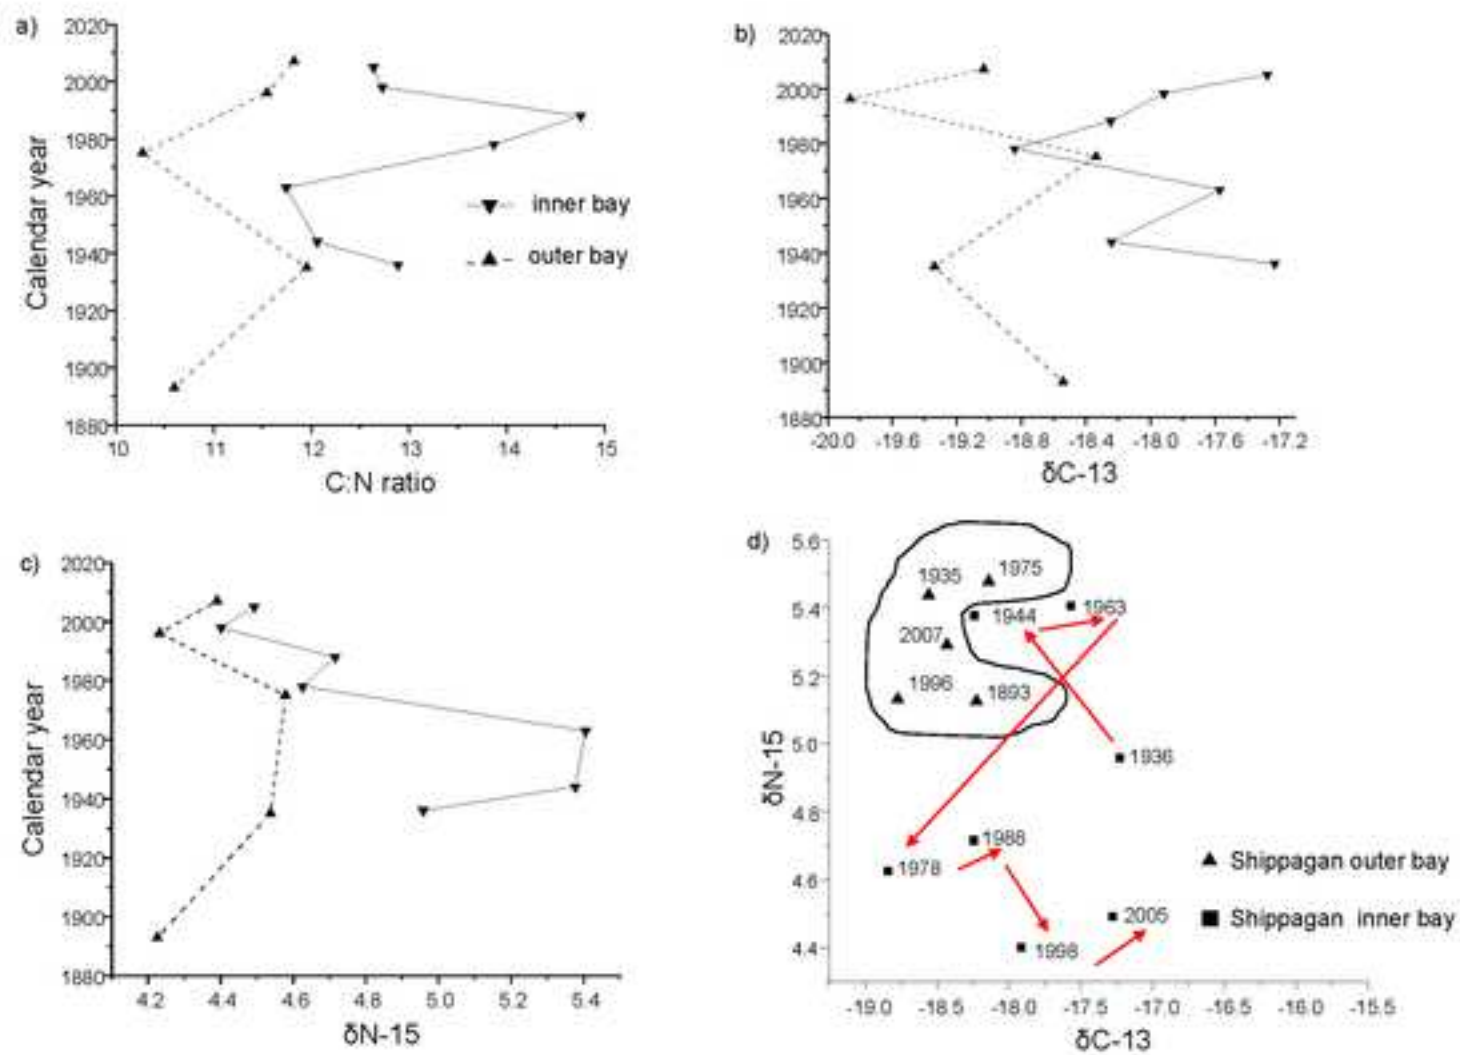 a)
2020
2000
1980
1960
1940
1920
1900
1880
Calendar year
10 11 12 13 14 15
C:N ratio
inner bay
outer bay
b)
2020
2000
1980
1960
1940
1920
1900
1880
-20.0 -19.6 -19.2 -18.8 -18.4 -18.0 -17.6 -17.2
δC-13
c)
2020
2000
1980
1960
1940
1920
1900
1880
Calendar year
4.2 4.4 4.6 4.8 5.0 5.2 5.4
δN-15
d)
5.6
5.4
5.2
5.0
4.8
4.6
4.4
δN-15
1935 1975
1944 1963
2007
1996 1893
1936
1988
1978
2005
1998
Shippagan outer bay
Shippagan inner bay
-19.0 -18.5 -18.0 -17.5 -17.0 -16.5 -16.0 -15.5
δC-13